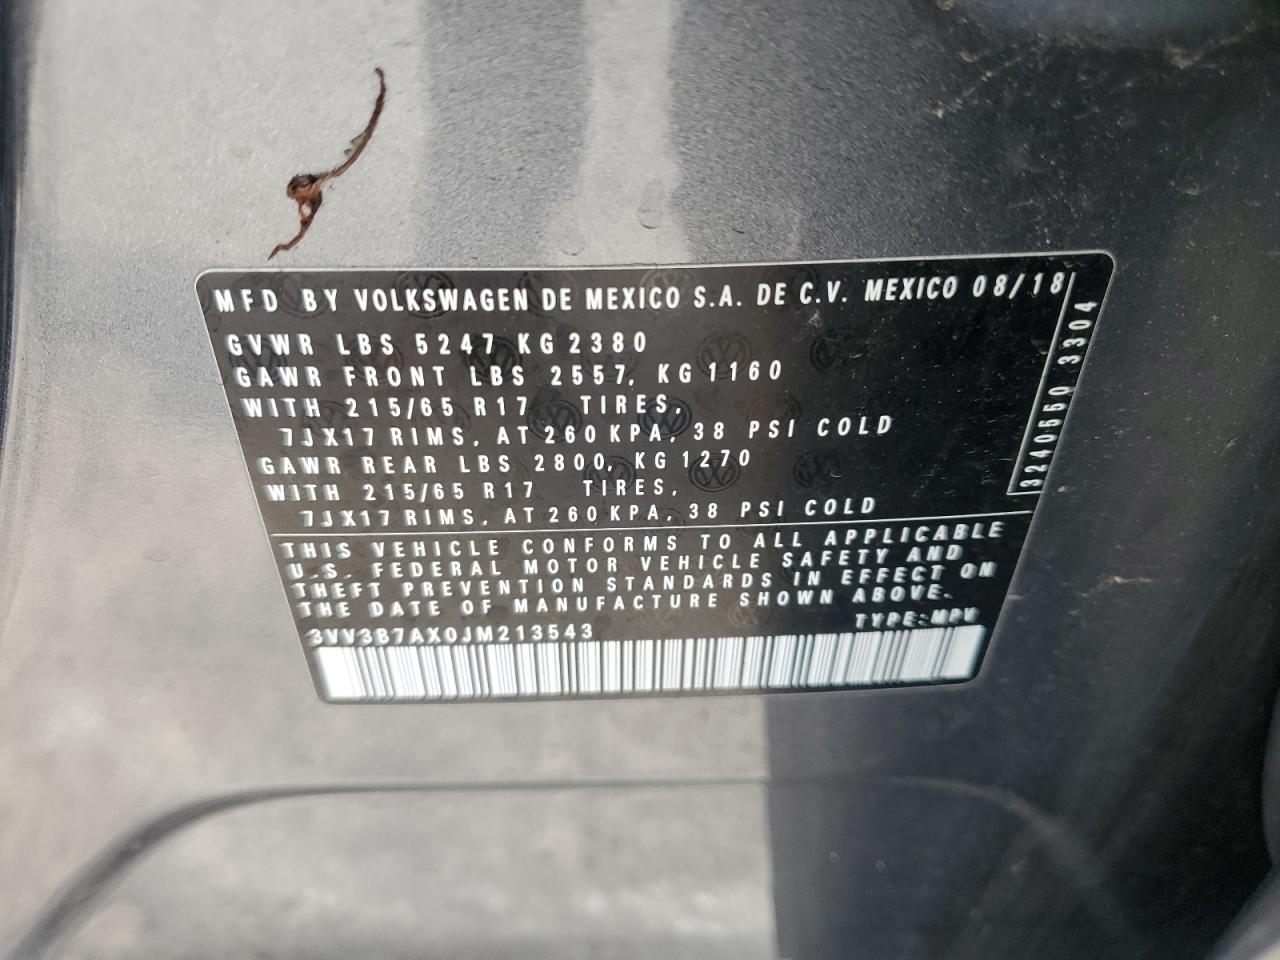 MFD BY VOLKSWAGEN DE MEXICO S.A. DE C.V. MEXICO 08/18
GVWR LBS 5247 KG 2380
GAWR FRONT LBS 2557, KG 1160
WITH 215/65 R17 TIRES,
7JX17 RIMS, AT 260 KPA, 38 PSI COLD
GAWR REAR LBS 2800, KG 1270
WITH 215/65 R17 TIRES,
7JX17 RIMS, AT 260 KPA, 38 PSI COLD
3240550 3304
THIS VEHICLE CONFORMS TO ALL APPLICABLE
U.S. FEDERAL MOTOR VEHICLE SAFETY AND
THEFT PREVENTION STANDARDS IN EFFECT ON
THE DATE OF MANUFACTURE SHOWN ABOVE.
3VV3B7AX0JM213543 TYPE:MPV